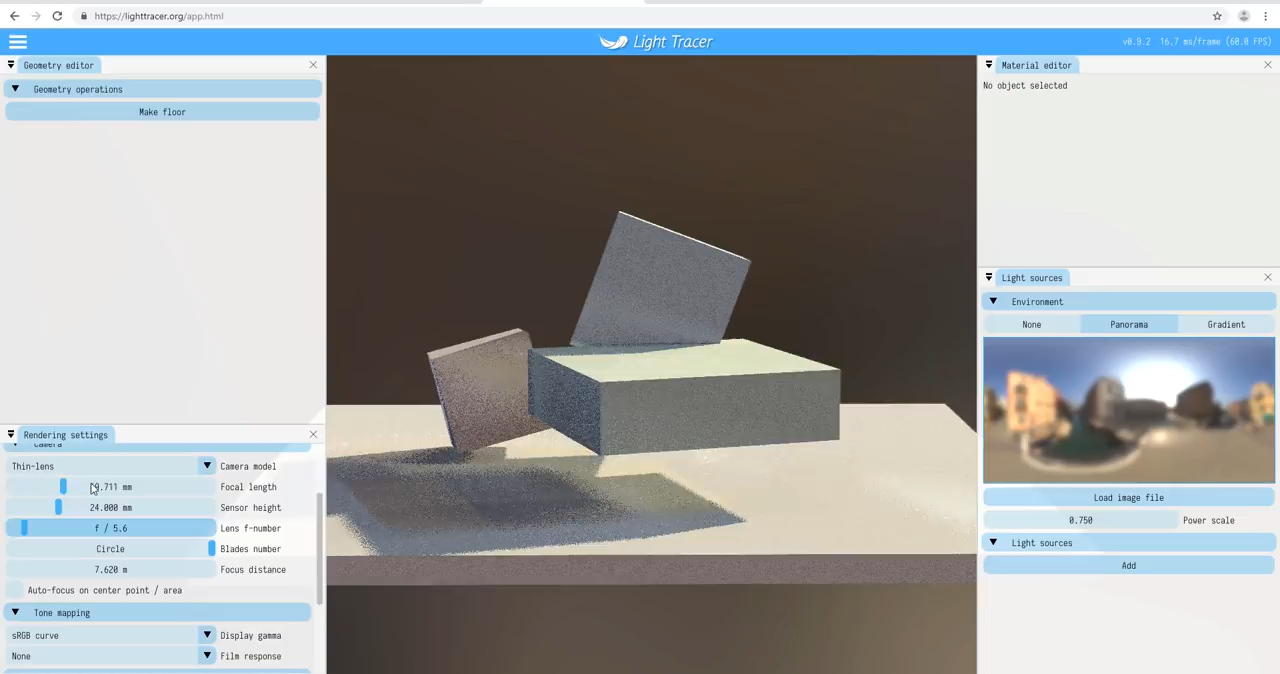 https://lighttracer.org/app.html
Light Tracer
v0.9.2 16.7 ms/frame (60.0 FPS)
Geometry editor
Geometry operations
Make floor
Rendering settings
Camera
Thin-lens Camera model
9.711 mm Focal length
24.000 mm Sensor height
f / 5.6 Lens f-number
Circle Blades number
7.620 m Focus distance
Auto-focus on center point / area
Tone mapping
sRGB curve Display gamma
None Film response
Material editor
No object selected
Light sources
Environment
None Panorama Gradient
Load image file
0.750 Power scale
Light sources
Add